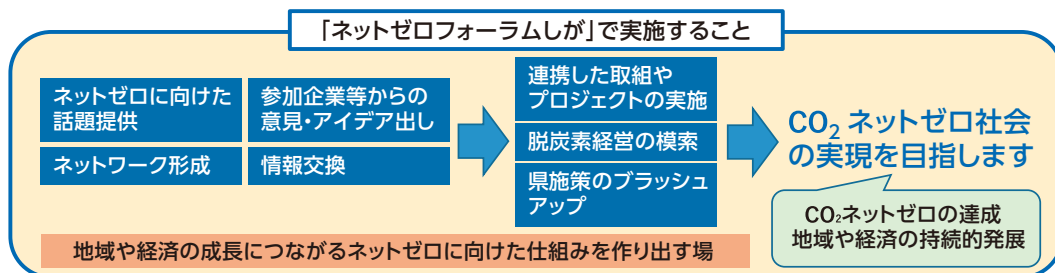 「ネットゼロフォーラムしが」で実施すること
ネットゼロに向けた
話題提供
参加企業等からの
意見・アイデア出し
ネットワーク形成
情報交換
連携した取組や
プロジェクトの実施
脱炭素経営の模索
県施策のブラッシュ
アップ
CO₂ ネットゼロ社会
の実現を目指します
CO₂ネットゼロの達成
地域や経済の持続的発展
地域や経済の成長につながるネットゼロに向けた仕組みを作り出す場